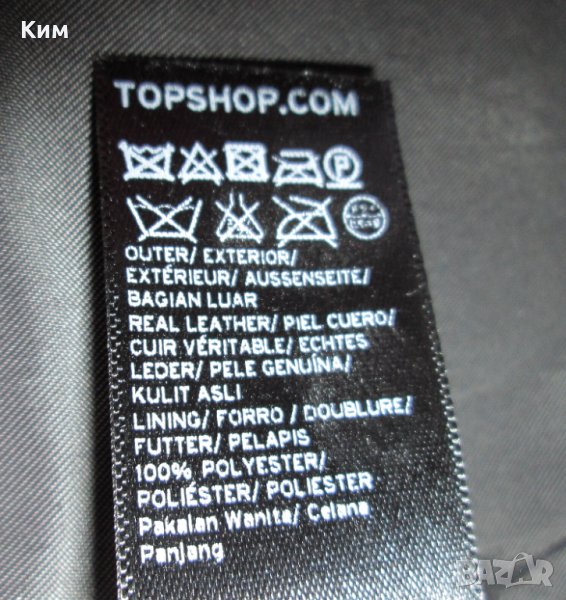 Ким
TOPSHOP.COM
P
OUTER/ EXTERIOR/
EXTÉRIEUR/ AUSSENSEITE/
BAGIAN LUAR
REAL LEATHER/ PIEL CUERO/
CUIR VÉRITABLE/ ECHTES
LEDER/ PELE GENUÍNA/
KULIT ASLI
LINING/ FORRO / DOUBLURE/
FUTTER/ PELAPIS
100% POLYESTER/
POLIÉSTER/ POLIESTER
Pakaian Wanita/ Celana
Panjang
BAZAR